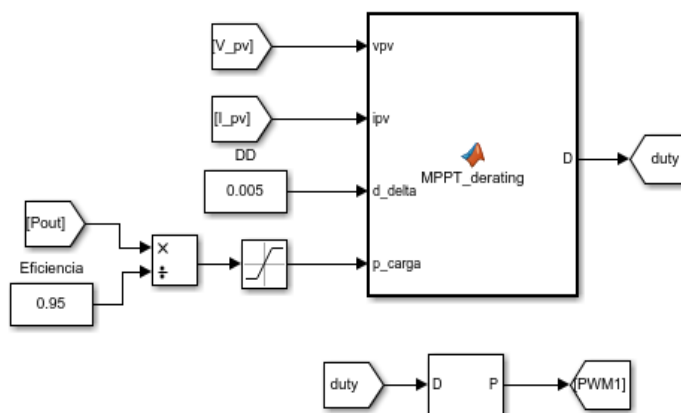 [V_pv]
vpv
[I_pv]
ipv
DD
0.005
d_delta
MPPT_derating
D
duty
[Pout]
×
÷
Eficiencia
0.95
p_carga
duty
D
P
[PWM1]